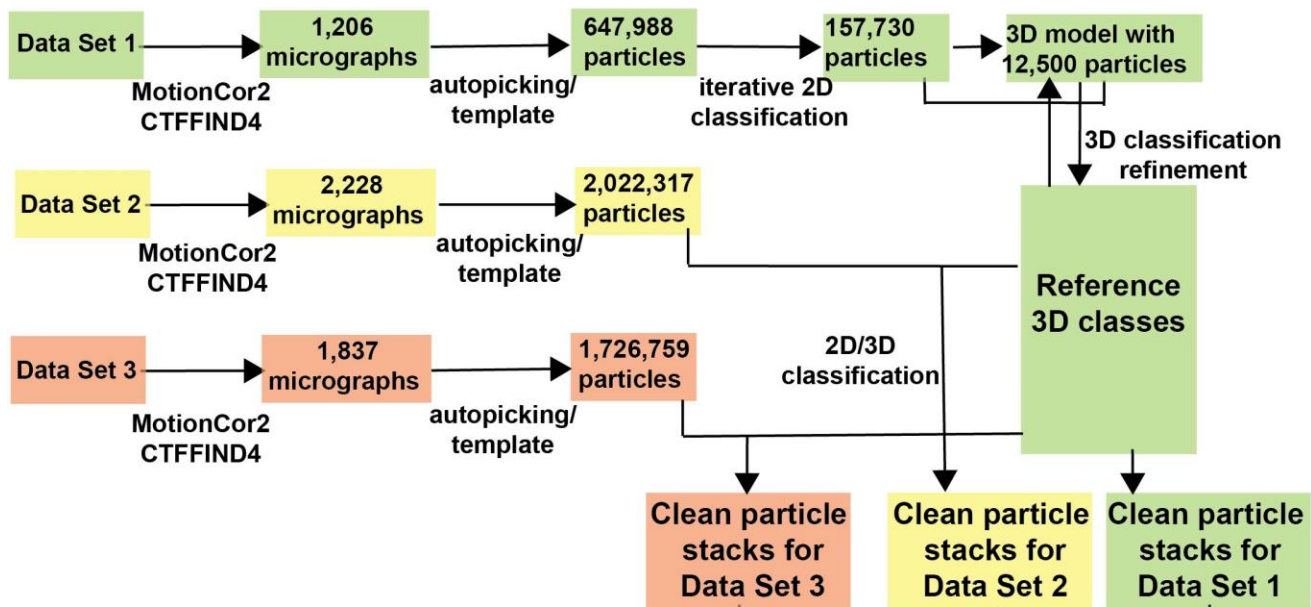 Data Set 1
1,206
micrographs
647,988
particles
157,730
particles
3D model with
12,500 particles
MotionCor2
CTFFIND4
autopicking/
template
iterative 2D
classification
3D classification
refinement
Data Set 2
2,228
micrographs
2,022,317
particles
MotionCor2
CTFFIND4
autopicking/
template
Reference
3D classes
Data Set 3
1,837
micrographs
1,726,759
particles
2D/3D
classification
MotionCor2
CTFFIND4
autopicking/
template
Clean particle
stacks for
Data Set 3
Clean particle
stacks for
Data Set 2
Clean particle
stacks for
Data Set 1